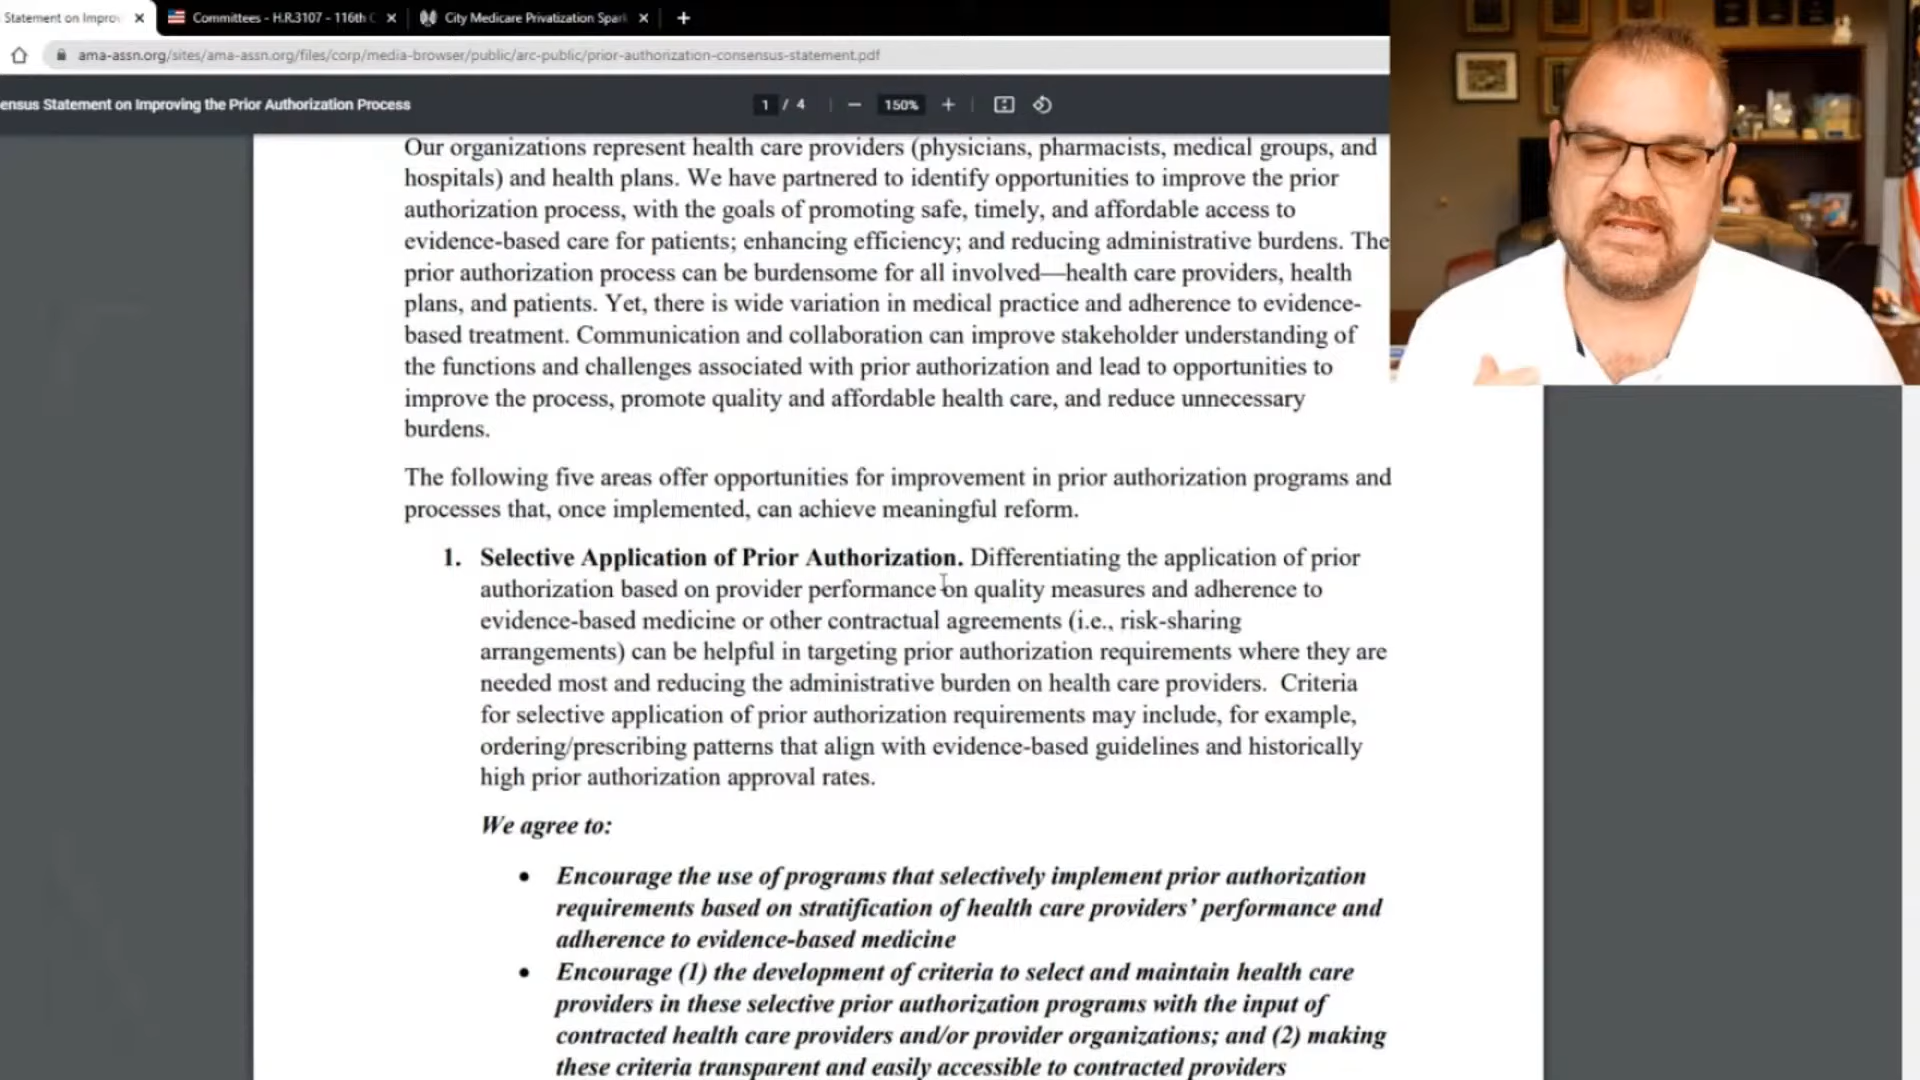 Statement on Impro
Committees - H.R.3107 - 116th C
City Medicare Privatization Spar
ama-assn.org/sites/ama-assn.org/files/corp/media-browser/public/arc-public/prior-authorization-consensus-statement.pdf
ensus Statement on Improving the Prior Authorization Process
1 / 4
150%
Our organizations represent health care providers (physicians, pharmacists, medical groups, and
hospitals) and health plans. We have partnered to identify opportunities to improve the prior
authorization process, with the goals of promoting safe, timely, and affordable access to
evidence-based care for patients; enhancing efficiency; and reducing administrative burdens. The
prior authorization process can be burdensome for all involved—health care providers, health
plans, and patients. Yet, there is wide variation in medical practice and adherence to evidence-
based treatment. Communication and collaboration can improve stakeholder understanding of
the functions and challenges associated with prior authorization and lead to opportunities to
improve the process, promote quality and affordable health care, and reduce unnecessary
burdens.
The following five areas offer opportunities for improvement in prior authorization programs and
processes that, once implemented, can achieve meaningful reform.
1. Selective Application of Prior Authorization. Differentiating the application of prior
authorization based on provider performance on quality measures and adherence to
evidence-based medicine or other contractual agreements (i.e., risk-sharing
arrangements) can be helpful in targeting prior authorization requirements where they are
needed most and reducing the administrative burden on health care providers. Criteria
for selective application of prior authorization requirements may include, for example,
ordering/prescribing patterns that align with evidence-based guidelines and historically
high prior authorization approval rates.
We agree to:
• Encourage the use of programs that selectively implement prior authorization
requirements based on stratification of health care providers' performance and
adherence to evidence-based medicine
• Encourage (1) the development of criteria to select and maintain health care
providers in these selective prior authorization programs with the input of
contracted health care providers and/or provider organizations; and (2) making
these criteria transparent and easily accessible to contracted providers